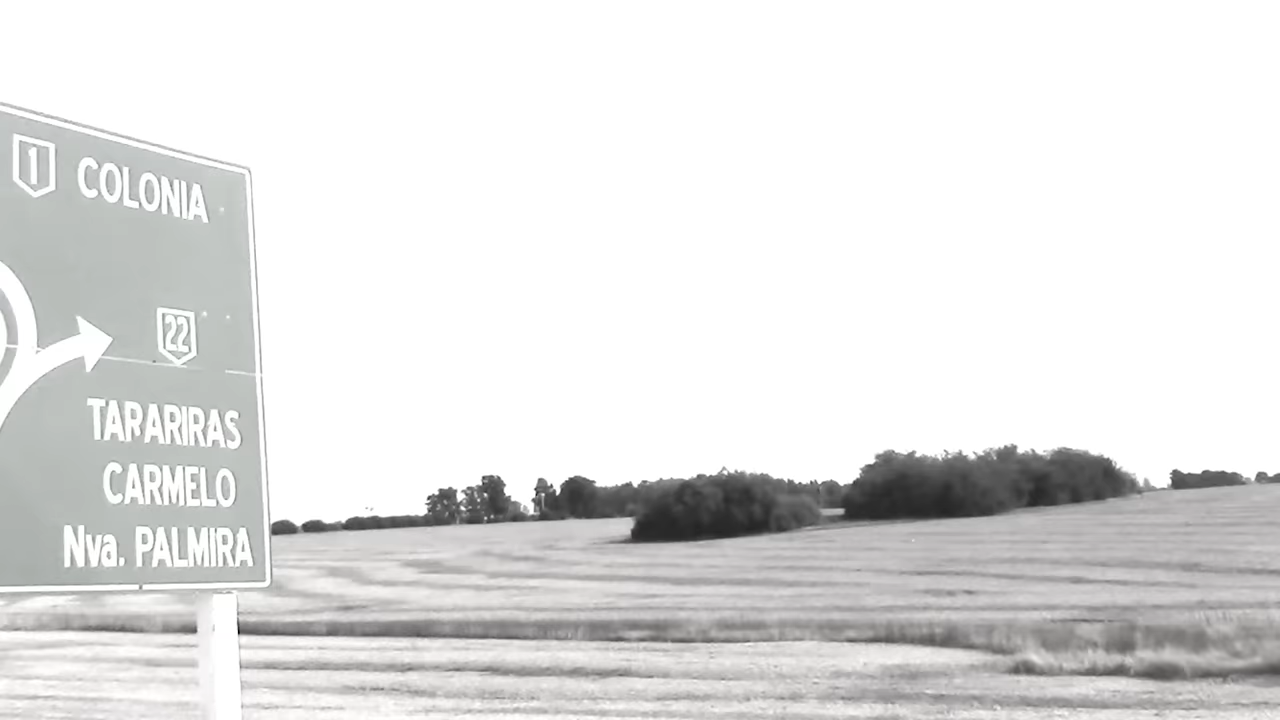 1 COLONIA
22
TARARIRAS
CARMELO
Nva. PALMIRA